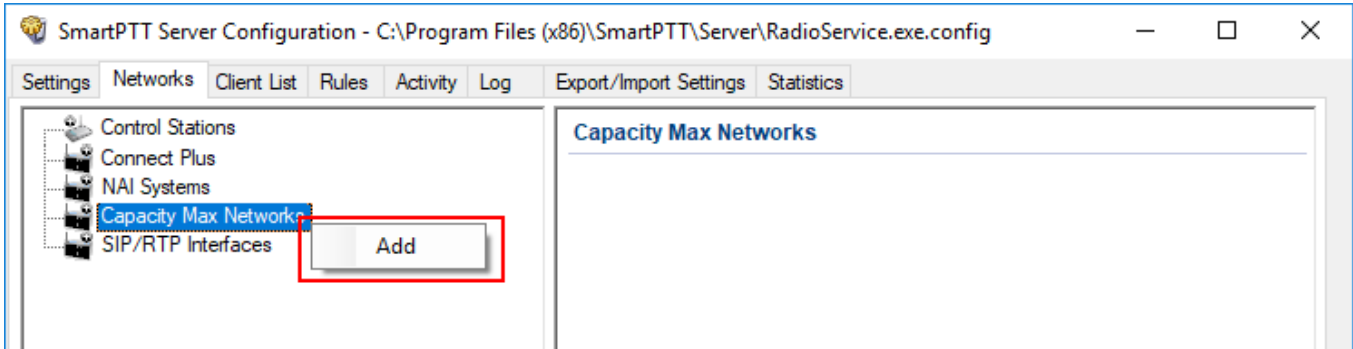 SmartPTT Server Configuration - C:\Program Files (x86)\SmartPTT\Server\RadioService.exe.config
Settings Networks Client List Rules Activity Log Export/Import Settings Statistics
Control Stations
Connect Plus
NAI Systems
Capacity Max Networks
SIP/RTP Interfaces
Add
Capacity Max Networks